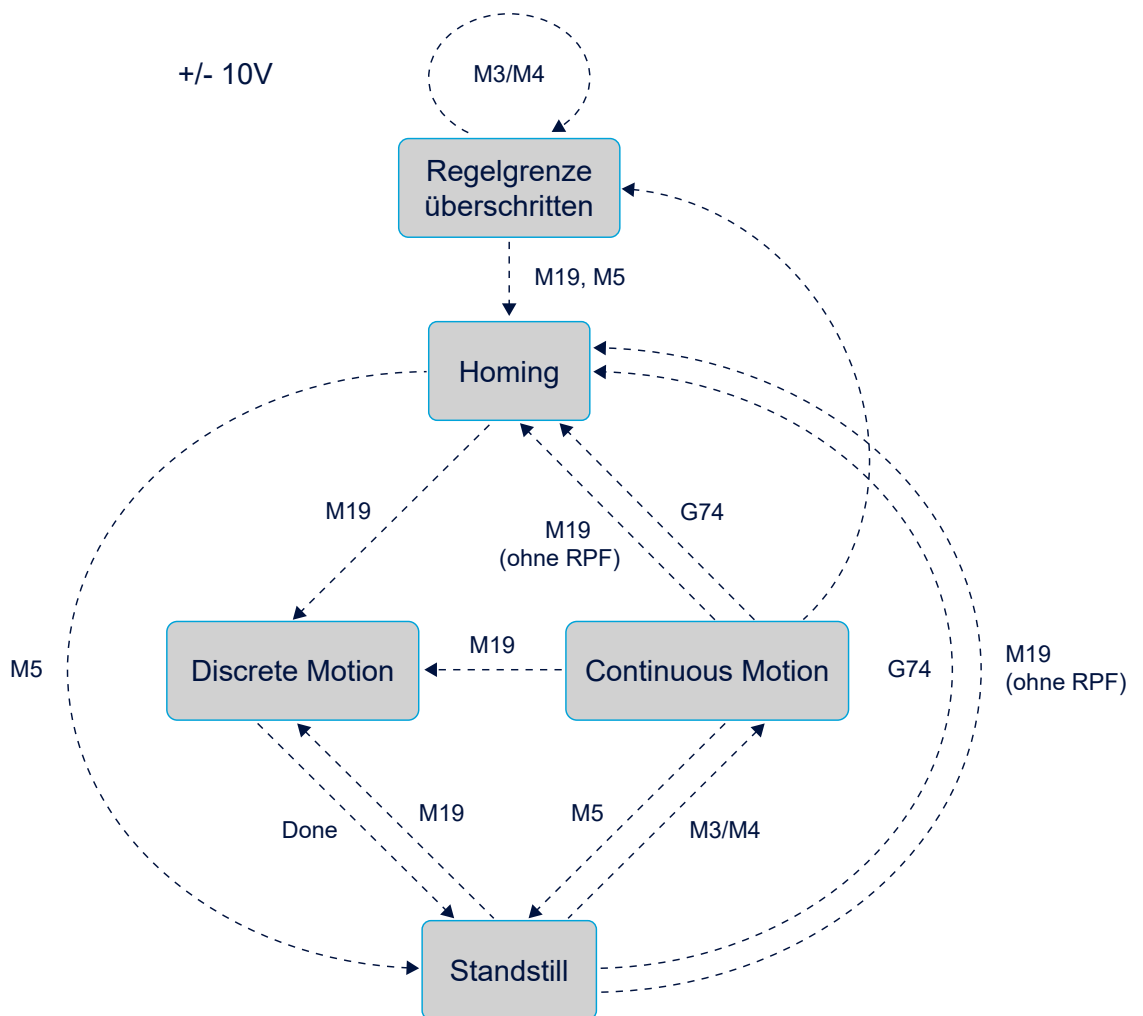 +/- 10V
M3/M4
Regelgrenze
überschritten
M19, M5
Homing
M19
M19
(ohne RPF)
G74
M5
Discrete Motion
M19
Continuous Motion
G74
M19
(ohne RPF)
Done
M19
M5
M3/M4
Standstill